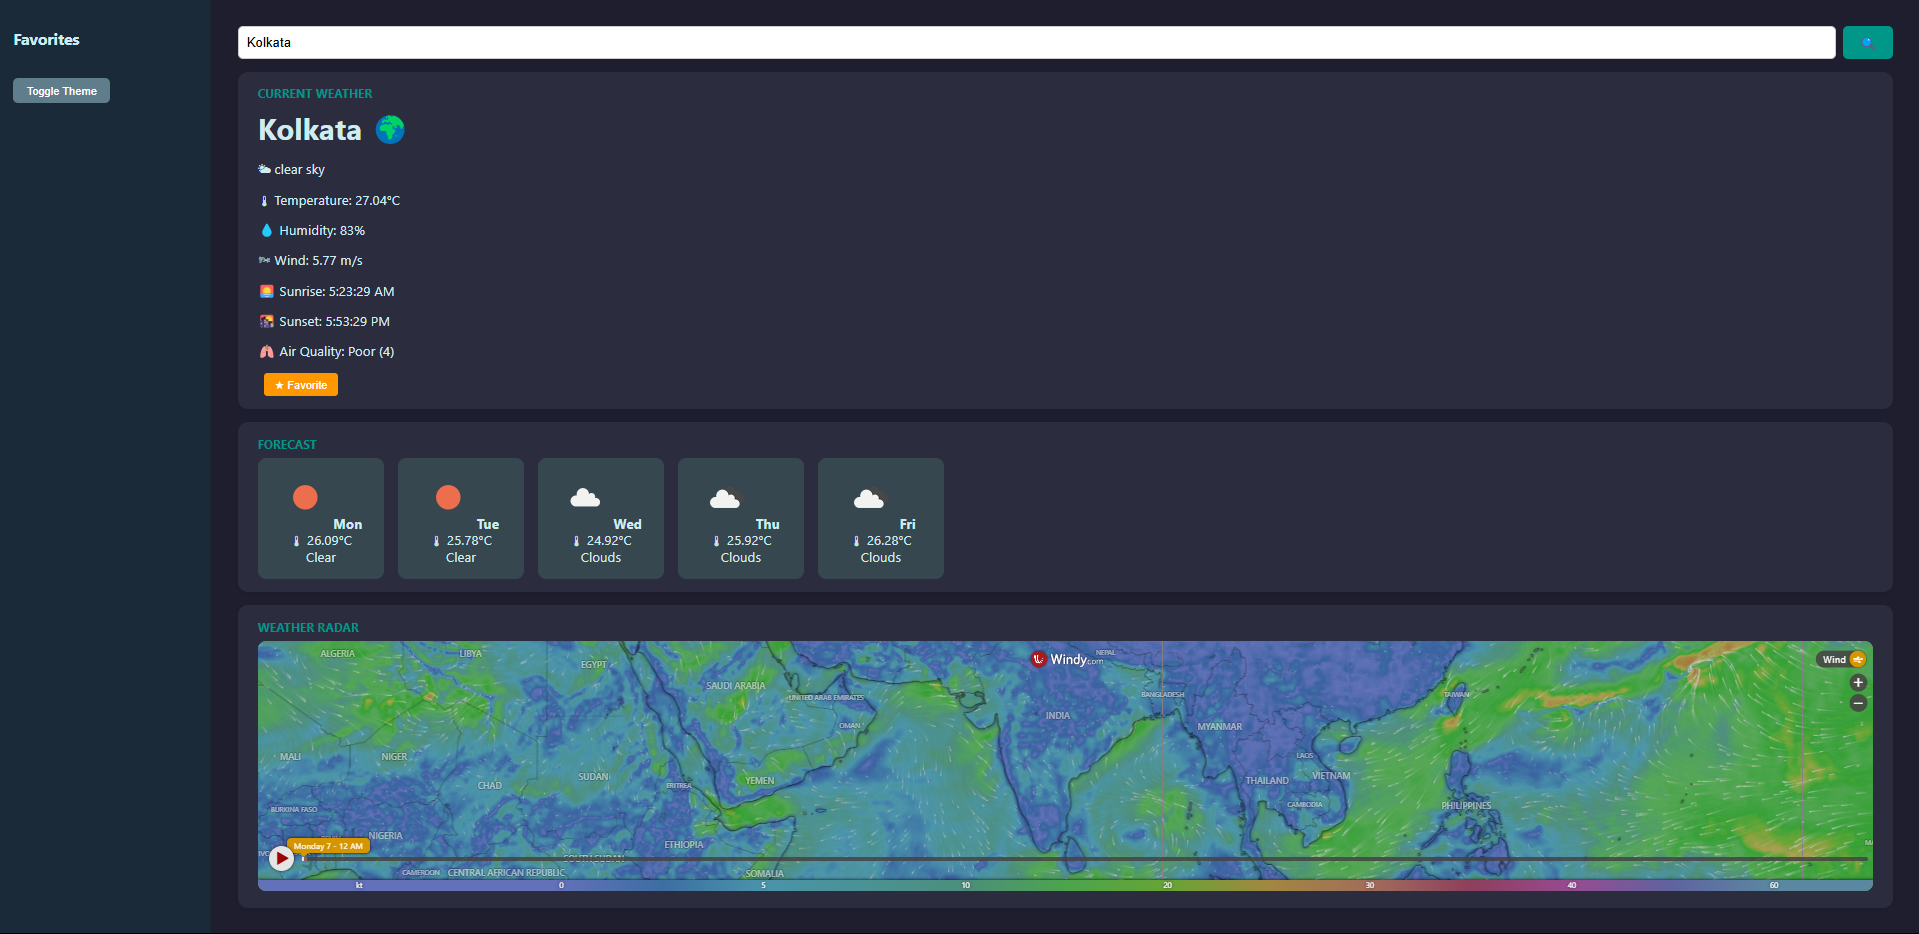 Favorites
Toggle Theme
Kolkata
CURRENT WEATHER
Kolkata
clear sky
Temperature: 27.04°C
Humidity: 83%
Wind: 5.77 m/s
Sunrise: 5:23:29 AM
Sunset: 5:53:29 PM
Air Quality: Poor (4)
★ Favorite
FORECAST
Mon
26.09°C
Clear
Tue
25.78°C
Clear
Wed
24.92°C
Clouds
Thu
25.92°C
Clouds
Fri
26.28°C
Clouds
WEATHER RADAR
Windy.com
Wind
+
−
ALGERIA
LIBYA
EGYPT
SAUDI ARABIA
UNITED ARAB EMIRATES
OMAN
NEPAL
BANGLADESH
INDIA
MYANMAR
TAIWAN
LAOS
MALI
NIGER
CHAD
SUDAN
ERITREA
YEMEN
THAILAND
VIETNAM
CAMBODIA
PHILIPPINES
BURKINA FASO
NIGERIA
ETHIOPIA
Monday 7 - 12 AM
SOUTH SUDAN
CAMEROON
CENTRAL AFRICAN REPUBLIC
SOMALIA
kt 0 5 10 20 30 40 60